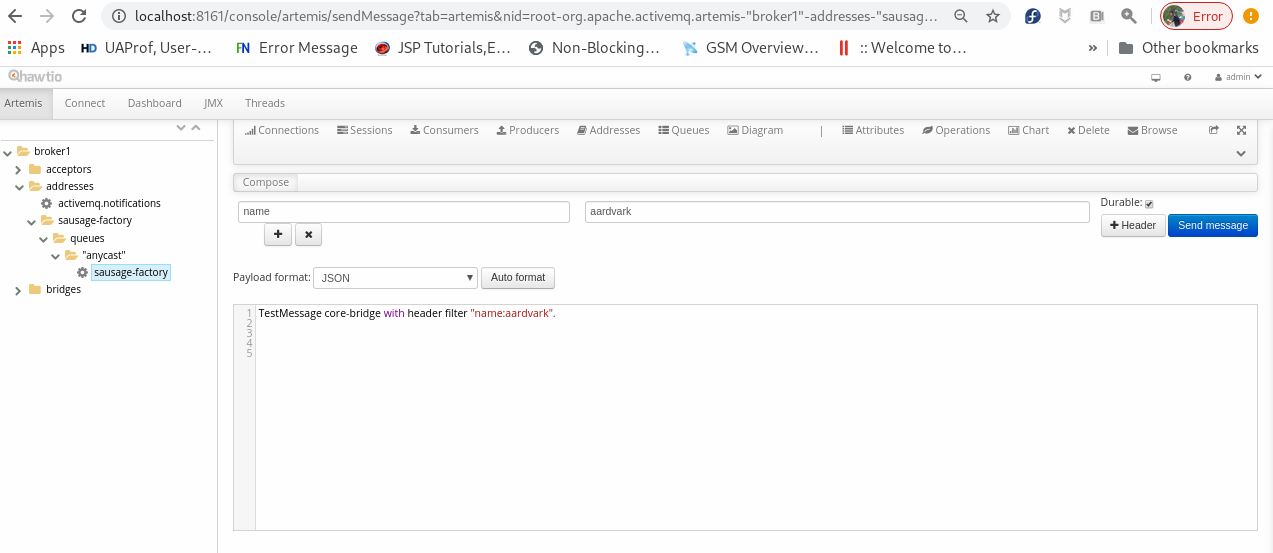 localhost:8161/console/artemis/sendMessage?tab=artemis&nid=root-org.apache.activemq.artemis-"broker1"-addresses-"sausag... Error
Apps HD UAProf, User-... FN Error Message JSP Tutorials,E... Non-Blocking... GSM Overview... :: Welcome to... » Other bookmarks
hawtio admin
Artemis Connect Dashboard JMX Threads
Connections Sessions Consumers Producers Addresses Queues Diagram | Attributes Operations Chart Delete Browse
broker1
acceptors
addresses
activemq.notifications
sausage-factory
queues
"anycast"
sausage-factory
bridges
Compose
name aardvark Durable:
Header Send message
Payload format: JSON Auto format
1 TestMessage core-bridge with header filter "name:aardvark".
2
3
4
5